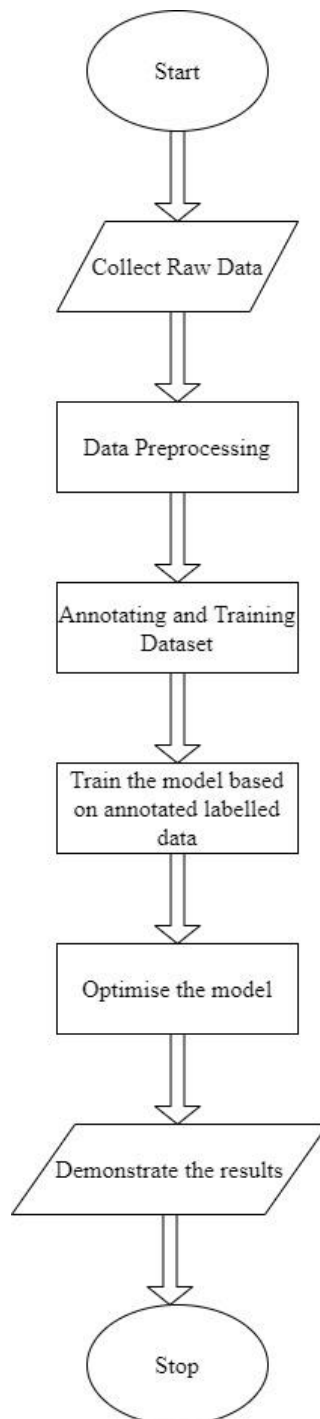 Start
Collect Raw Data
Data Preprocessing
Annotating and Training
Dataset
Train the model based
on annotated labelled
data
Optimise the model
Demonstrate the results
Stop